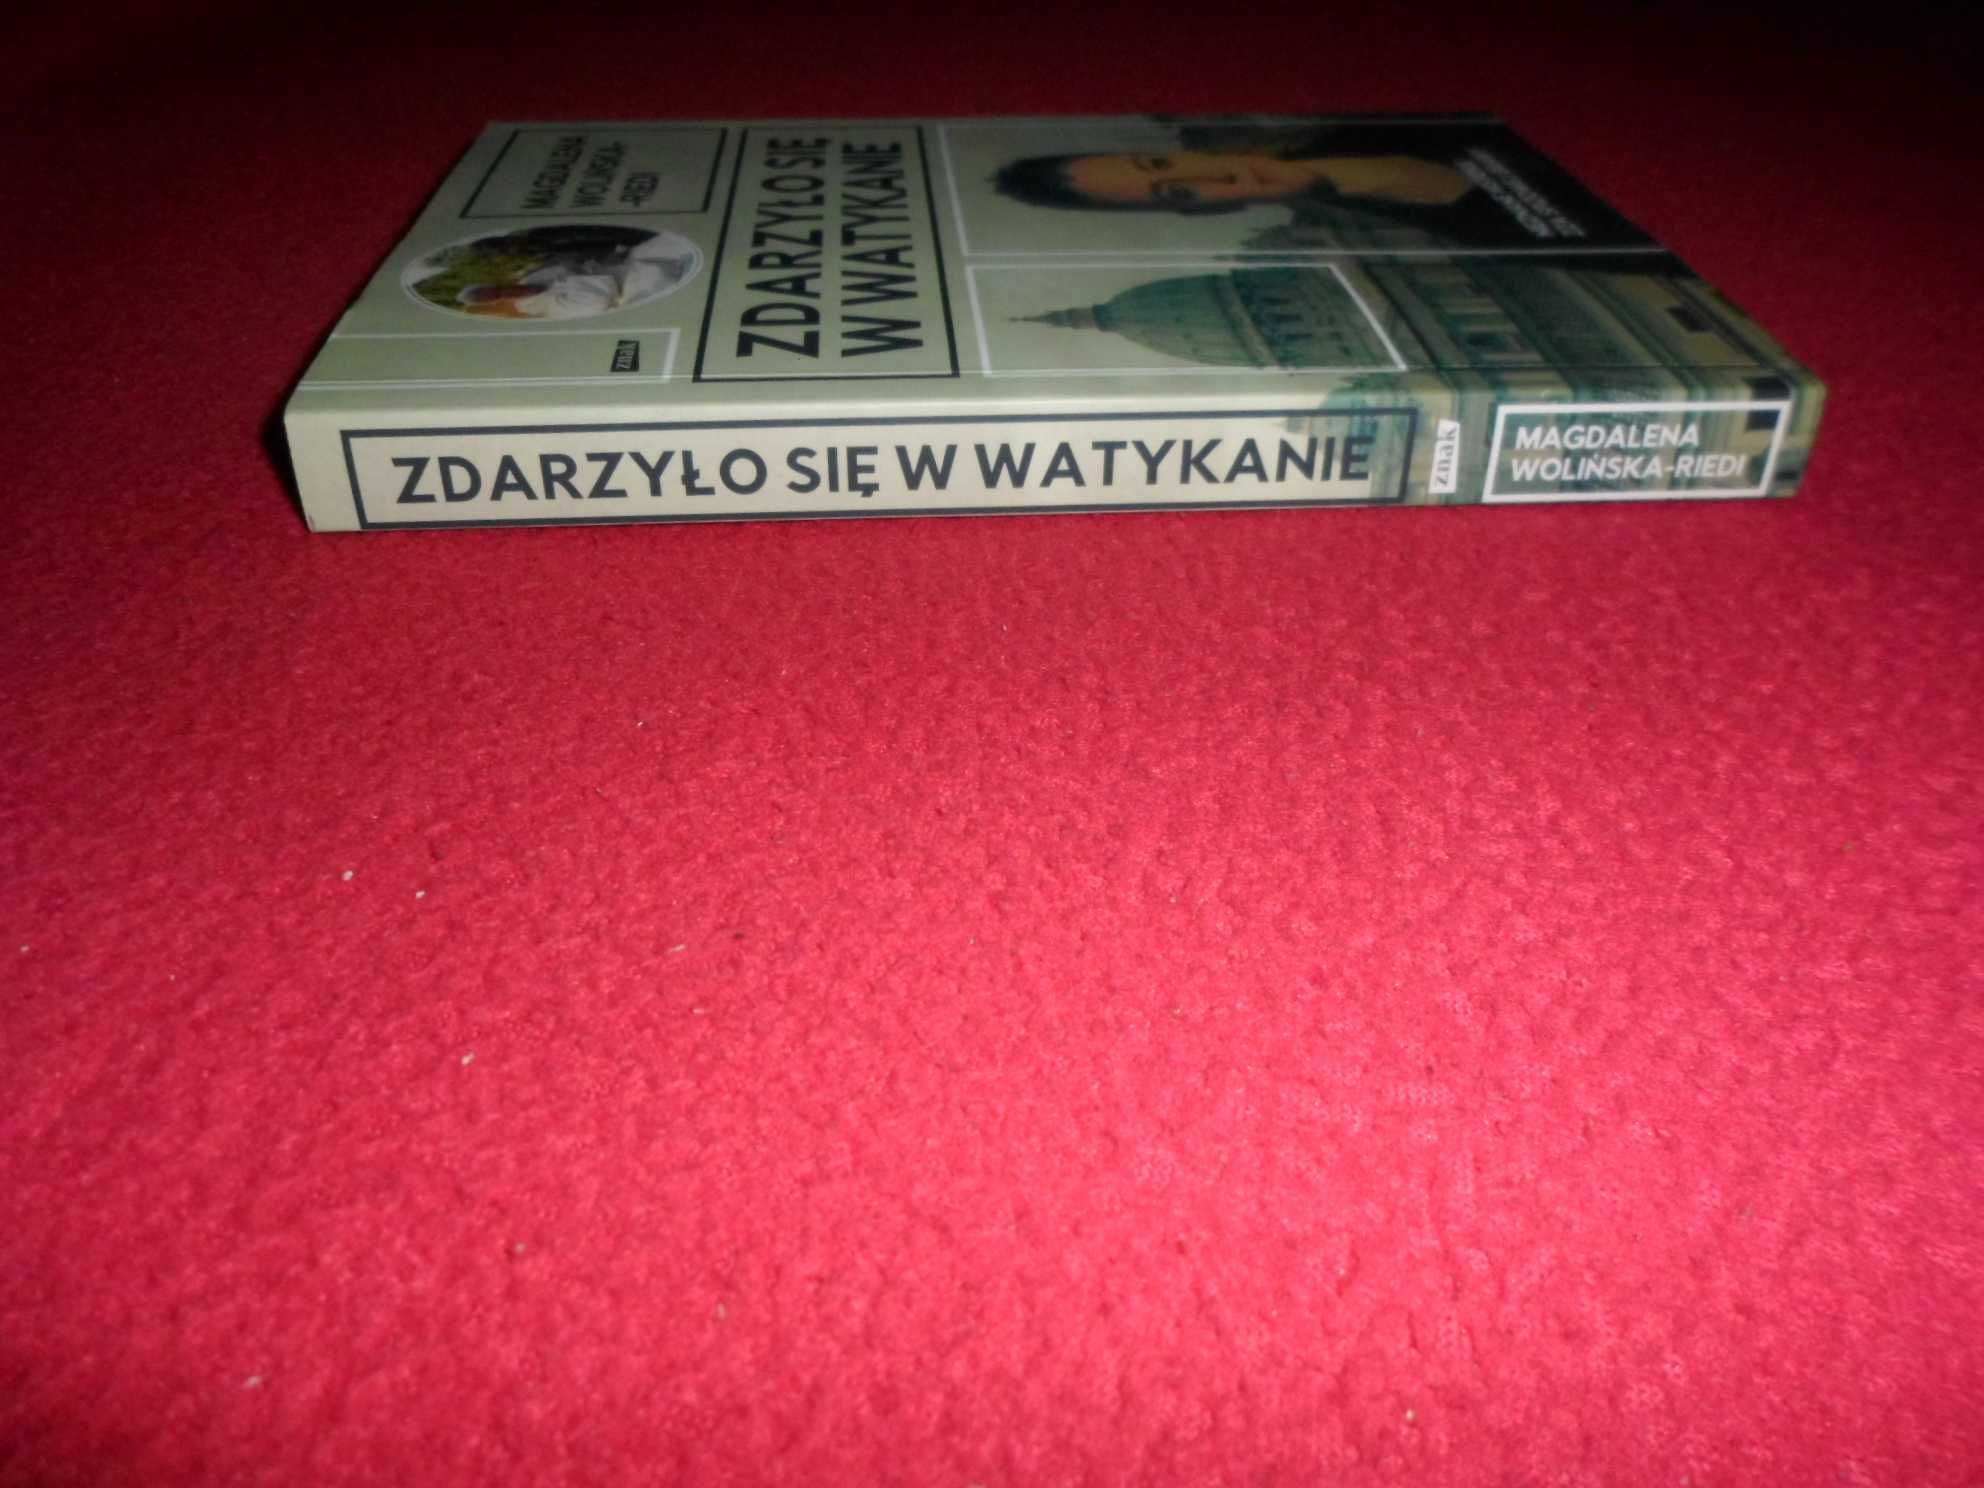 MAGDALENA
WOLIŃSKA-
-RIEDI
ZDARZYŁO SIĘ
W WATYKANIE
znak
ZDARZYŁO SIĘ W WATYKANIE
znak
MAGDALENA
WOLIŃSKA-RIEDI